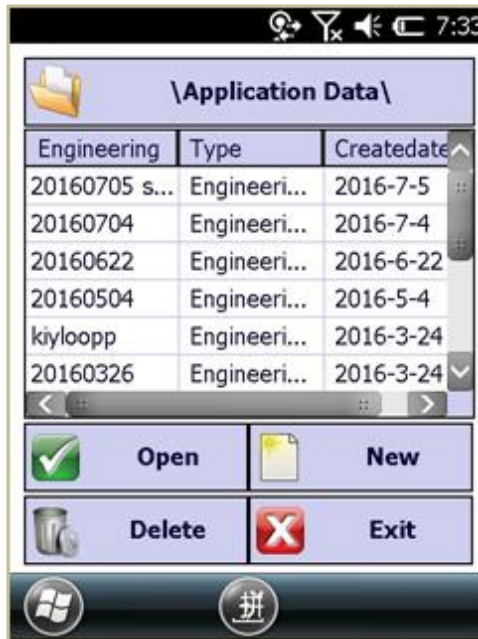 7:33
\Application Data\
Engineering Type Createdate
20160705 s... Engineeri... 2016-7-5
20160704 Engineeri... 2016-7-4
20160622 Engineeri... 2016-6-22
20160504 Engineeri... 2016-5-4
kiyloopp Engineeri... 2016-3-24
20160326 Engineeri... 2016-3-24
Open New
Delete Exit
拼